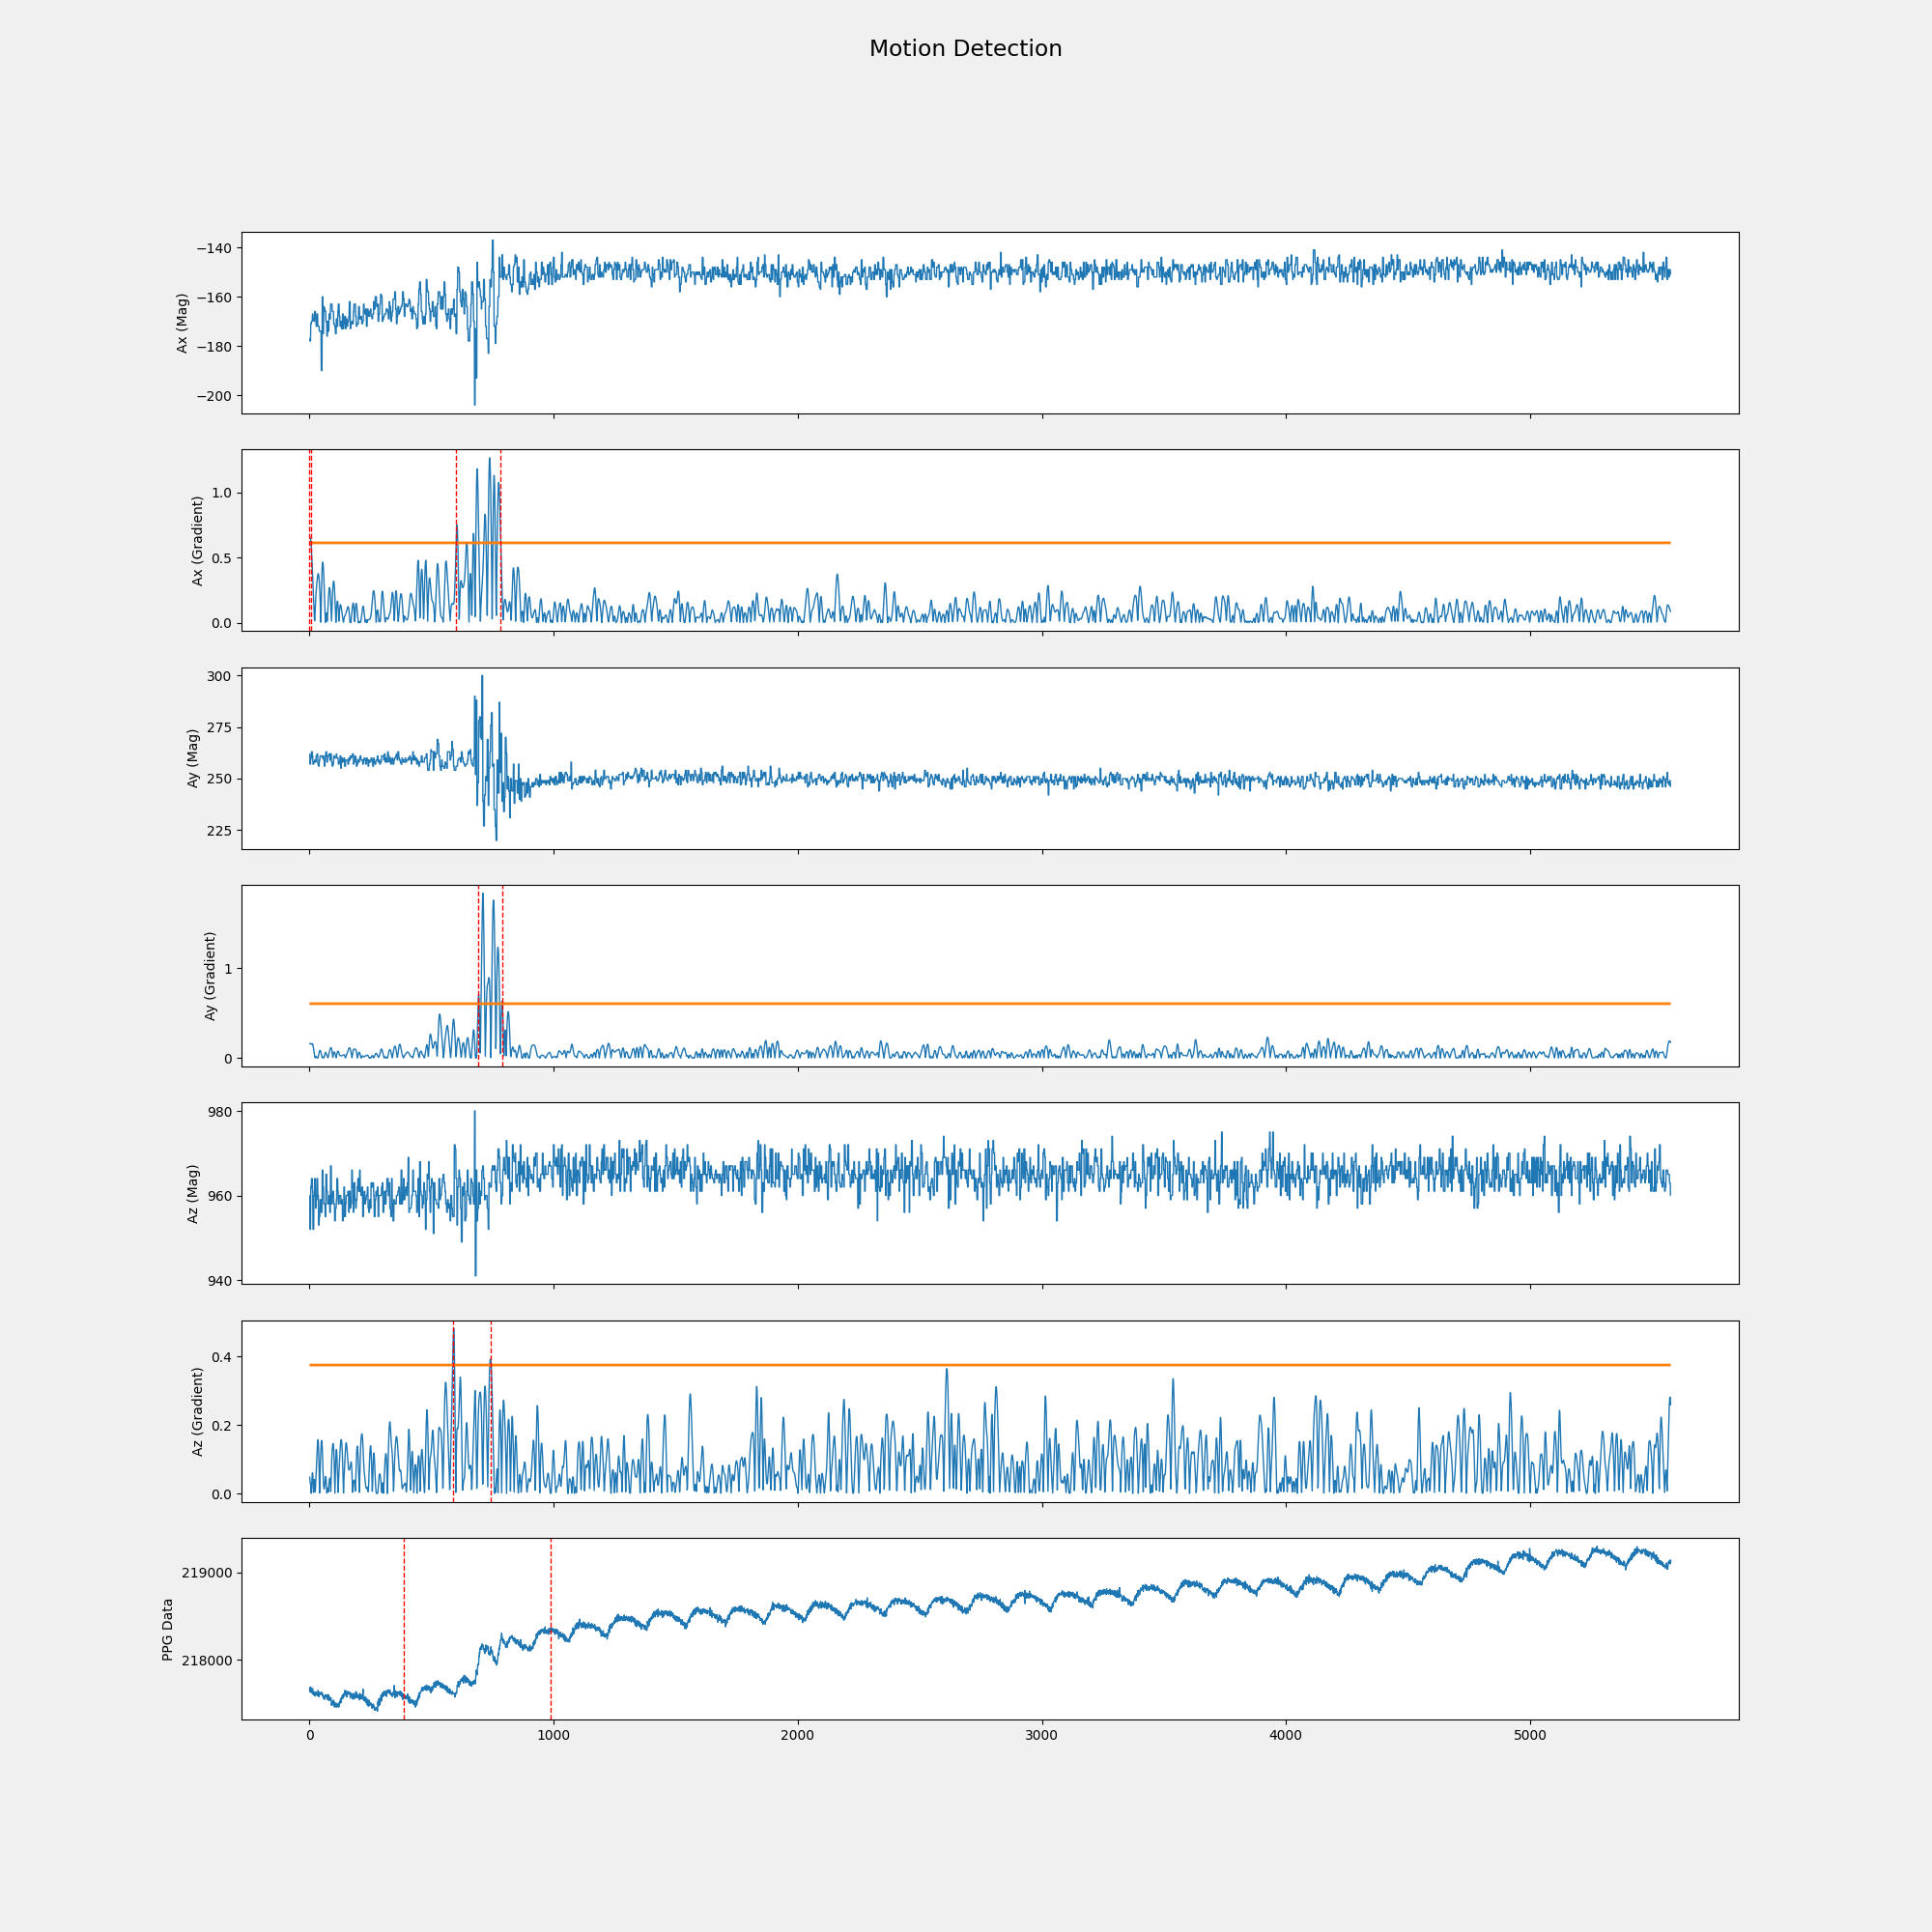 Motion Detection
−140
−160
−180
−200
Ax (Mag)
1.0
0.5
0.0
Ax (Gradient)
300
275
250
225
Ay (Mag)
1
0
Ay (Gradient)
980
960
940
Az (Mag)
0.4
0.2
0.0
Az (Gradient)
219000
218000
PPG Data
0 1000 2000 3000 4000 5000